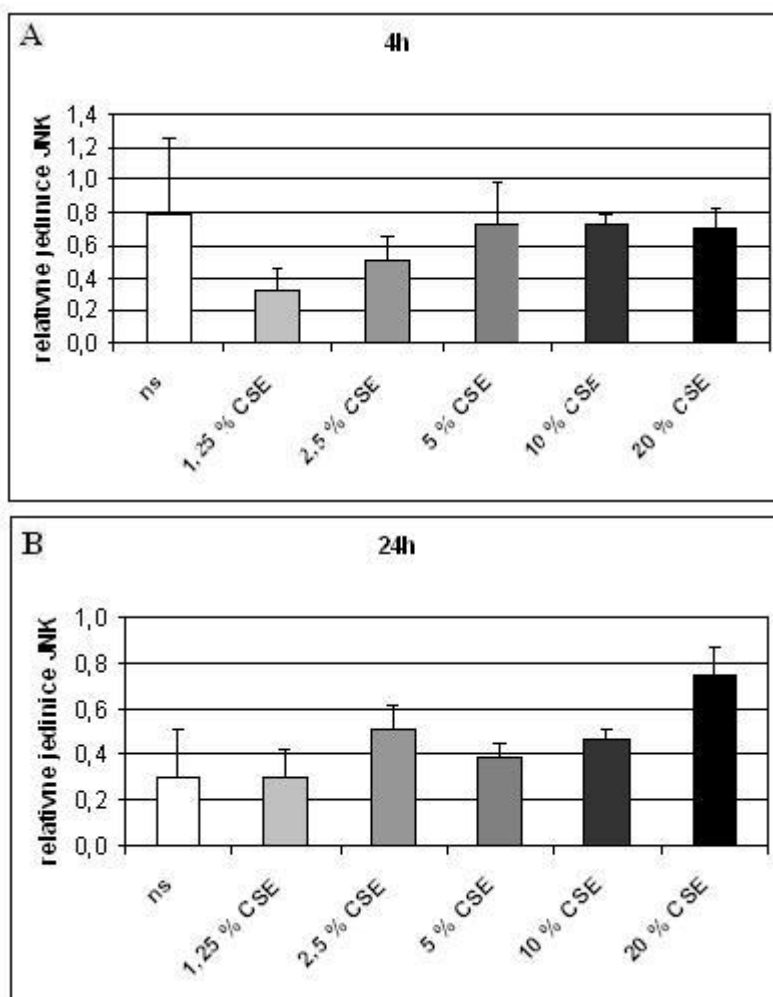 A
4h
relativne jedinice JNK
1,4
1,2
1,0
0,8
0,6
0,4
0,2
0,0
ns
1,25 % CSE
2,5 % CSE
5 % CSE
10 % CSE
20 % CSE
B
24h
relativne jedinice JNK
1,0
0,8
0,6
0,4
0,2
0,0
ns
1,25 % CSE
2,5 % CSE
5 % CSE
10 % CSE
20 % CSE